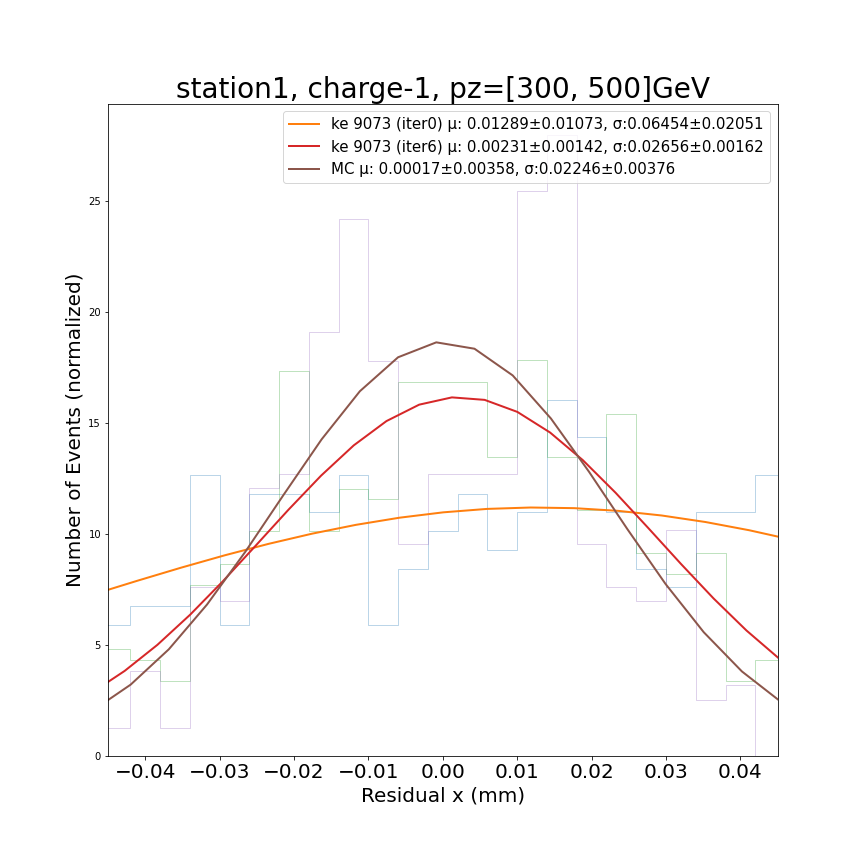 station1, charge-1, pz=[300, 500]GeV
ke 9073 (iter0) μ: 0.01289±0.01073, σ:0.06454±0.02051
ke 9073 (iter6) μ: 0.00231±0.00142, σ:0.02656±0.00162
MC μ: 0.00017±0.00358, σ:0.02246±0.00376
Number of Events (normalized)
25
20
15
10
5
0
−0.04 −0.03 −0.02 −0.01 0.00 0.01 0.02 0.03 0.04
Residual x (mm)